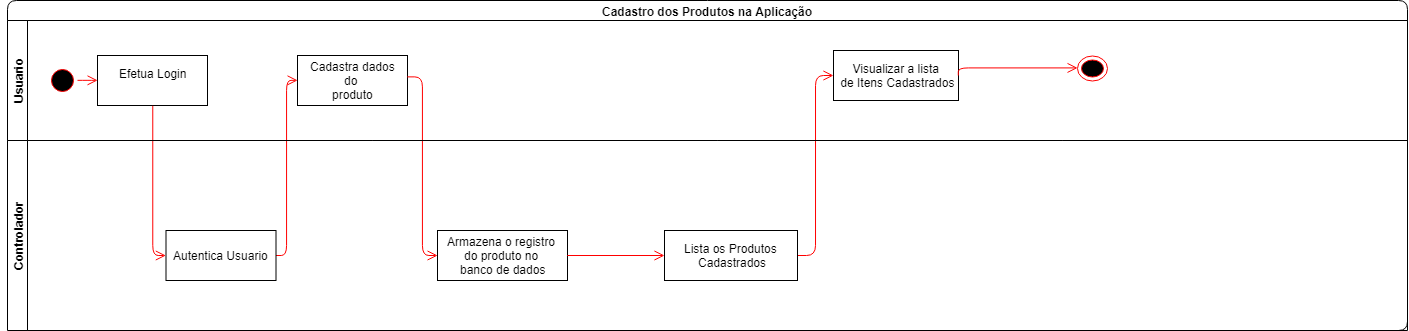 Cadastro dos Produtos na Aplicação
Usuario
Efetua Login
Cadastra dados
do
produto
Visualizar a lista
de Itens Cadastrados
Controlador
Autentica Usuario
Armazena o registro
do produto no
banco de dados
Lista os Produtos
Cadastrados